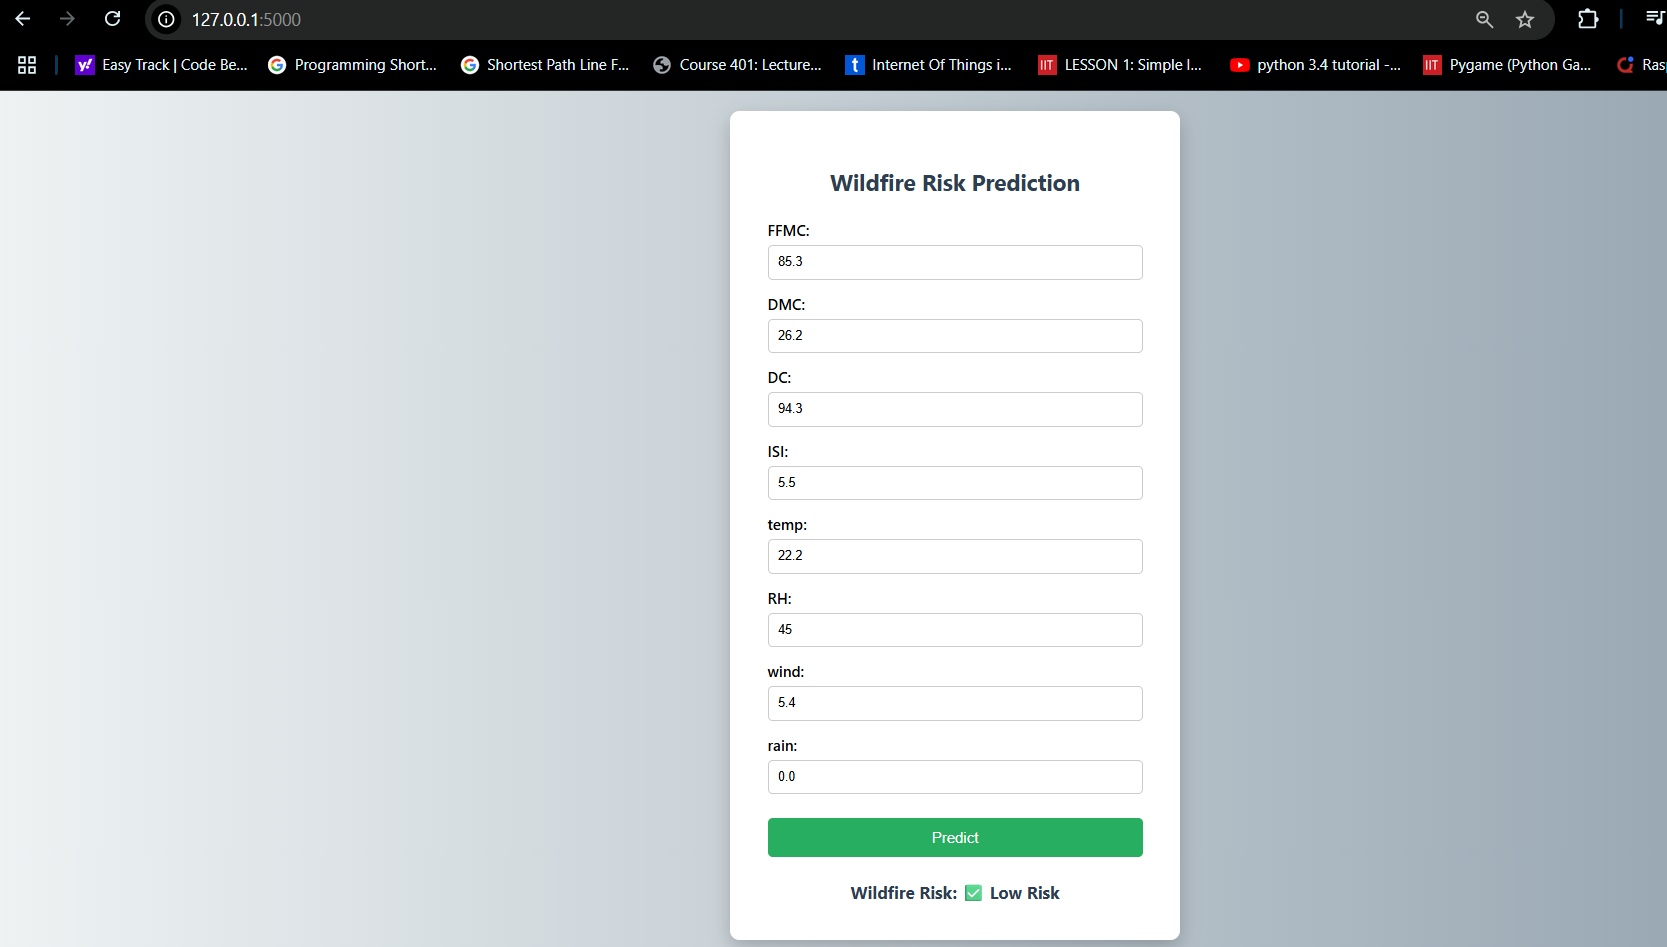 127.0.0.1:5000
Easy Track | Code Be... Programming Short... Shortest Path Line F... Course 401: Lecture... Internet Of Things i... LESSON 1: Simple I... python 3.4 tutorial -... Pygame (Python Ga... Rasp
Wildfire Risk Prediction
FFMC:
85.3
DMC:
26.2
DC:
94.3
ISI:
5.5
temp:
22.2
RH:
45
wind:
5.4
rain:
0.0
Predict
Wildfire Risk: ✅ Low Risk